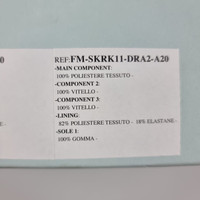 0
REF:FM-SKRK11-DRA2-A20
-MAIN COMPONENT:
100% POLIESTERE TESSUTO -
-COMPONENT 2:
100% VITELLO -
-COMPONENT 3:
100% VITELLO -
-LINING:
82% POLIESTERE TESSUTO - 18% ELASTANE -
-SOLE 1:
100% GOMMA -